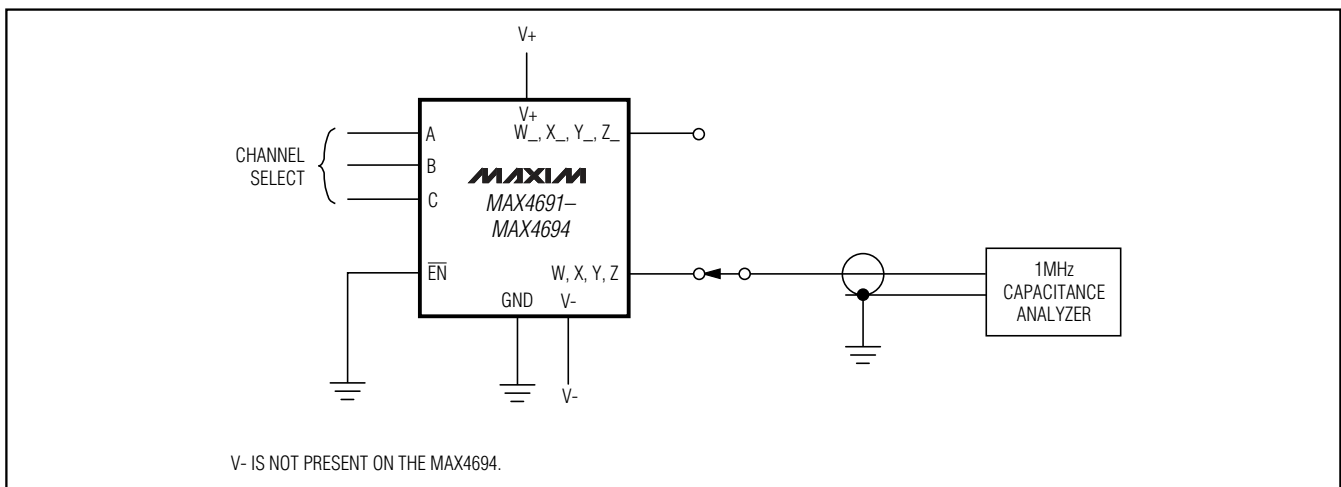 V+
V+
A
W_, X_, Y_, Z_
CHANNEL
SELECT
B
MAXIM
C
MAX4691–
MAX4694
EN
W, X, Y, Z
1MHz
CAPACITANCE
ANALYZER
GND
V-
V-
V- IS NOT PRESENT ON THE MAX4694.